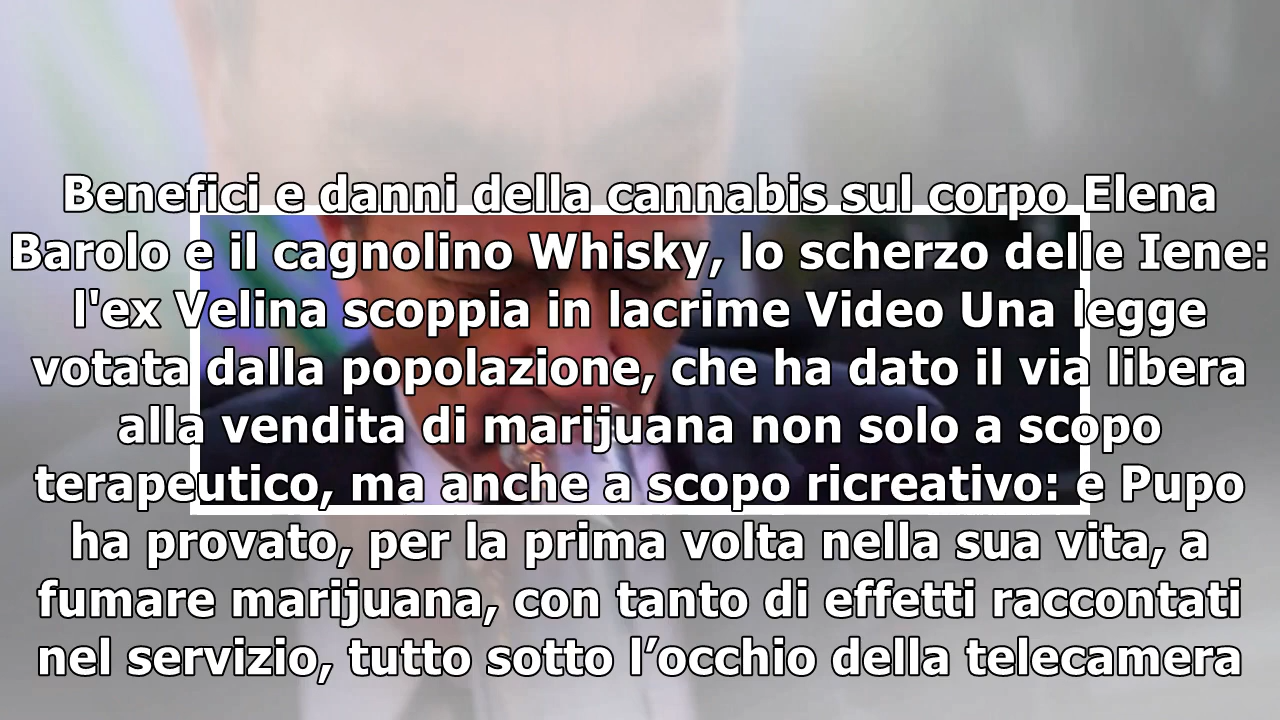 Benefici e danni della cannabis sul corpo Elena
Barolo e il cagnolino Whisky, lo scherzo delle Iene:
l'ex Velina scoppia in lacrime Video Una legge
votata dalla popolazione, che ha dato il via libera
alla vendita di marijuana non solo a scopo
terapeutico, ma anche a scopo ricreativo: e Pupo
ha provato, per la prima volta nella sua vita, a
fumare marijuana, con tanto di effetti raccontati
nel servizio, tutto sotto l’occhio della telecamera